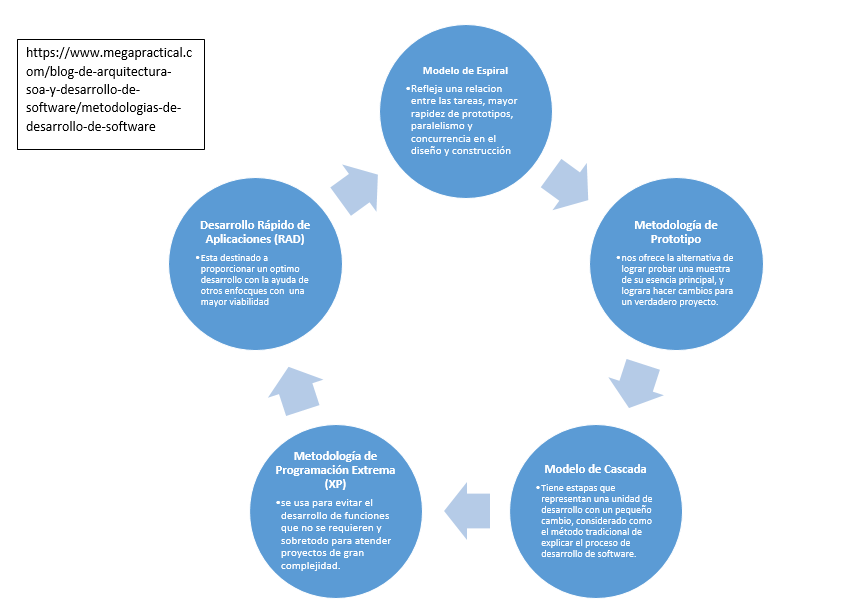 https://www.megapractical.c
om/blog-de-arquitectura-
soa-y-desarrollo-de-
software/metodologias-de-
desarrollo-de-software
Modelo de Espiral
•Refleja una relacion
entre las tareas, mayor
rapidez de prototipos,
paralelismo y
concurrencia en el
diseño y construcción
Metodología de
Prototipo
•nos ofrece la alternativa de
lograr probar una muestra
de su esencia principal, y
lograra hacer cambios para
un verdadero proyecto.
Modelo de Cascada
•Tiene estapas que
representan una unidad de
desarrollo con un pequeño
cambio, considerado como
el método tradicional de
explicar el proceso de
desarrollo de software.
Metodología de
Programación Extrema
(XP)
•se usa para evitar el
desarrollo de funciones
que no se requieren y
sobretodo para atender
proyectos de gran
complejidad.
Desarrollo Rápido de
Aplicaciones (RAD)
•Esta destinado a
proporcionar un optimo
desarrollo con la ayuda de
otros enfocques con una
mayor viabilidad